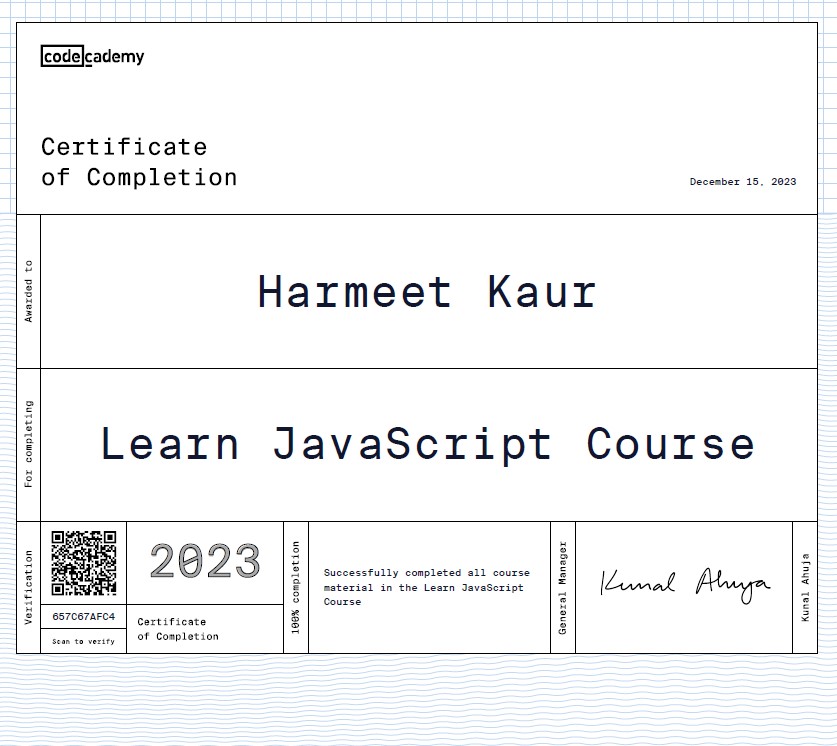 codecademy
Certificate
of Completion
December 15, 2023
Awarded to
Harmeet Kaur
For completing
Learn JavaScript Course
Verification
657C67AFC4
Scan to verify
2023
Certificate
of Completion
100% completion
Successfully completed all course
material in the Learn JavaScript
Course
General Manager
Kunal Ahuja
Kunal Ahuja